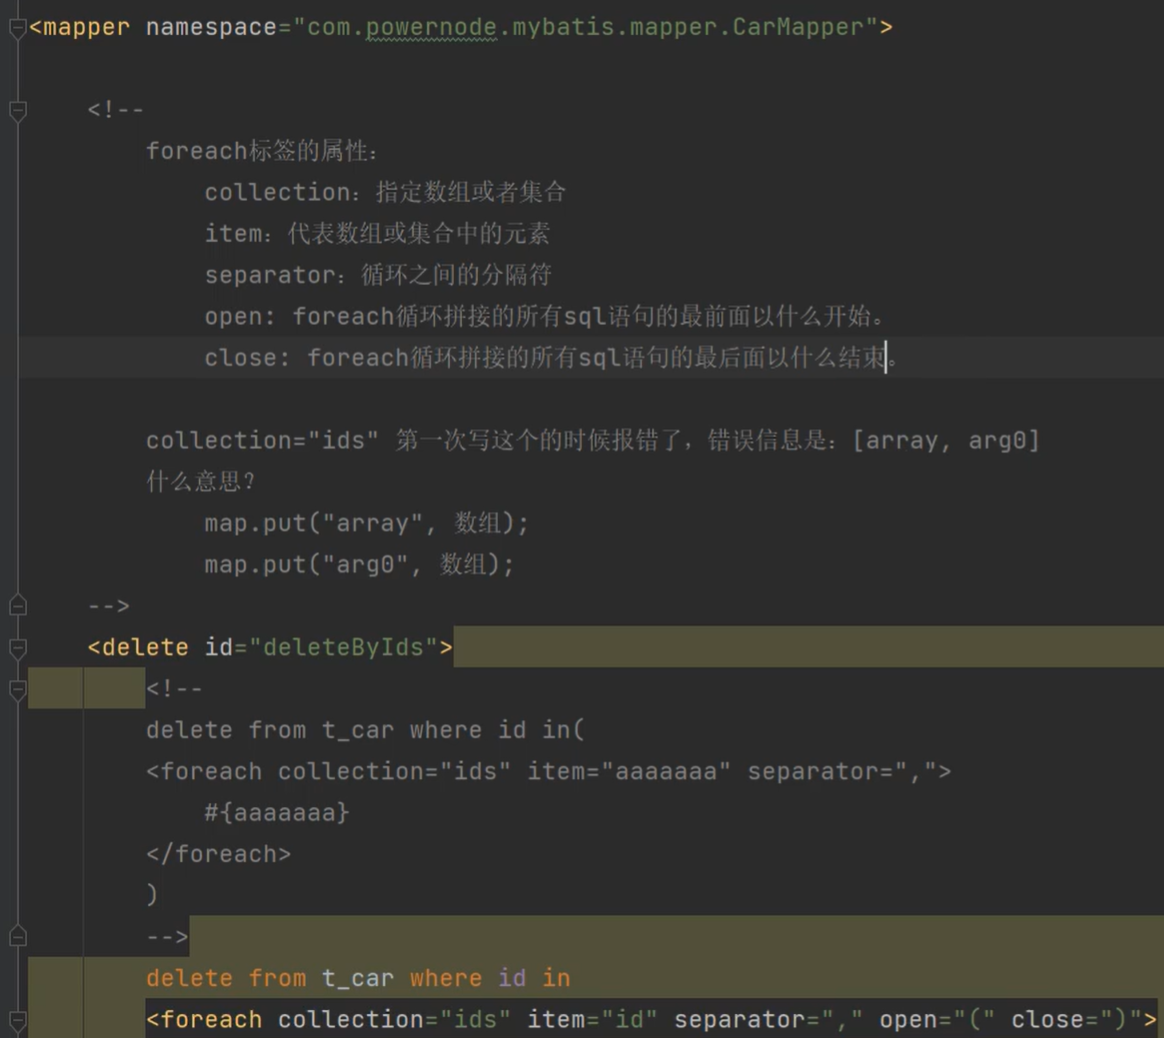 <mapper namespace="com.powernode.mybatis.mapper.CarMapper">
<!--
foreach标签的属性：
collection：指定数组或者集合
item：代表数组或集合中的元素
separator：循环之间的分隔符
open: foreach循环拼接的所有sql语句的最前面以什么开始。
close: foreach循环拼接的所有sql语句的最后面以什么结束。
collection="ids" 第一次写这个的时候报错了，错误信息是：[array, arg0]
什么意思？
map.put("array", 数组);
map.put("arg0", 数组);
-->
<delete id="deleteByIds">
<!--
delete from t_car where id in(
<foreach collection="ids" item="aaaaaaa" separator=",">
#{aaaaaaa}
</foreach>
)
-->
delete from t_car where id in
<foreach collection="ids" item="id" separator="," open="(" close=")">